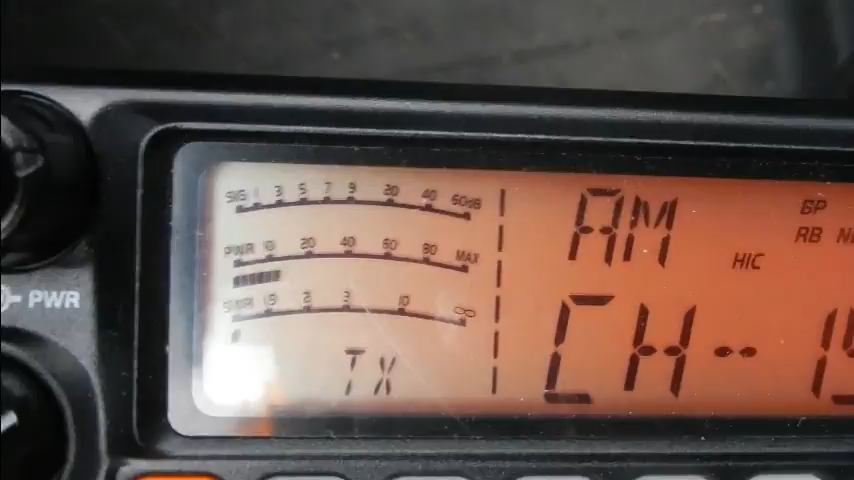 SIG 1 3 5 7 9 20 40 60dB
PWR 10 20 40 60 80 MAX
SWR 1.5 2 3 10 ∞
TX
AM
HIC
GP
RB
CH--
PWR